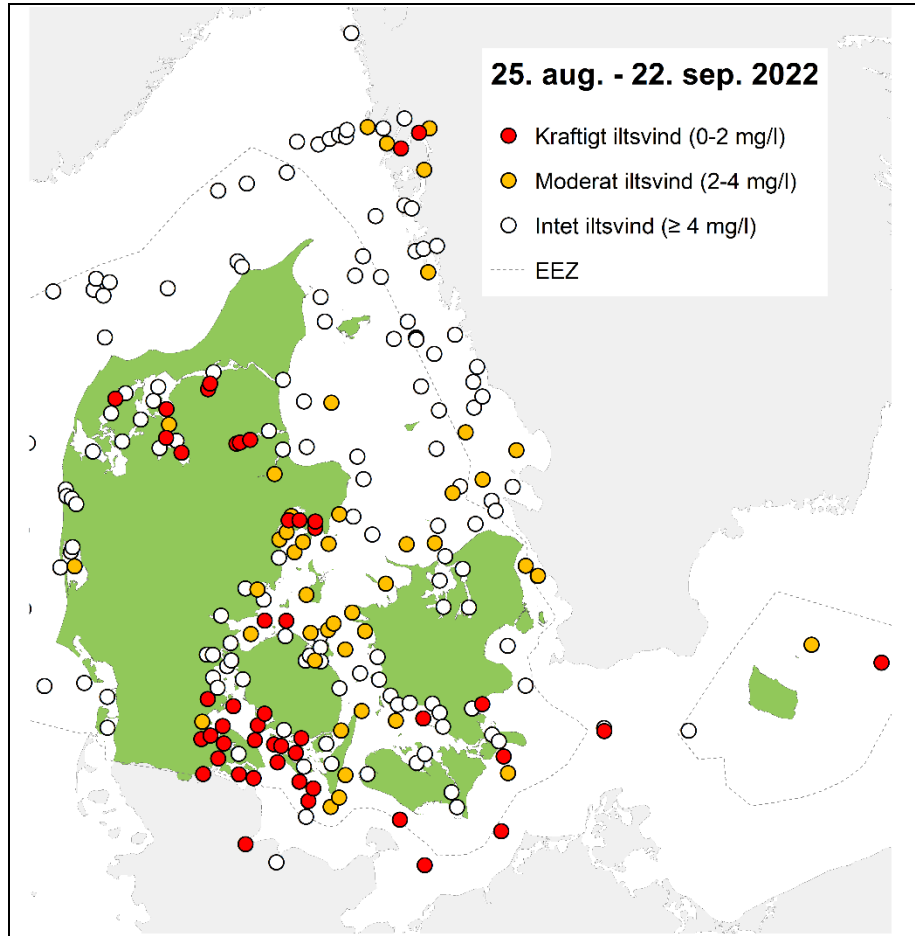 25. aug. - 22. sep. 2022
Kraftigt iltsvind (0-2 mg/l)
Moderat iltsvind (2-4 mg/l)
Intet iltsvind (≥ 4 mg/l)
EEZ